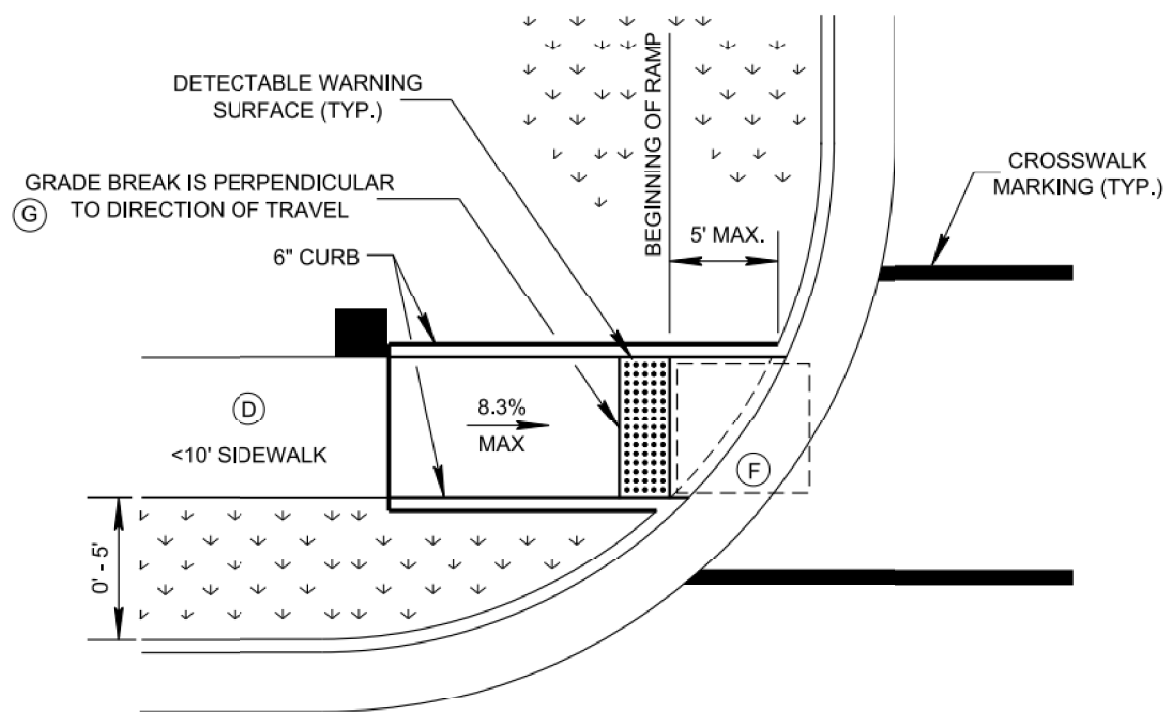 DETECTABLE WARNING
SURFACE (TYP.)
BEGINNING OF RAMP
CROSSWALK
MARKING (TYP.)
GRADE BREAK IS PERPENDICULAR
TO DIRECTION OF TRAVEL
G
5' MAX.
6" CURB
D
<10' SIDEWALK
8.3%
MAX
F
0' - 5'